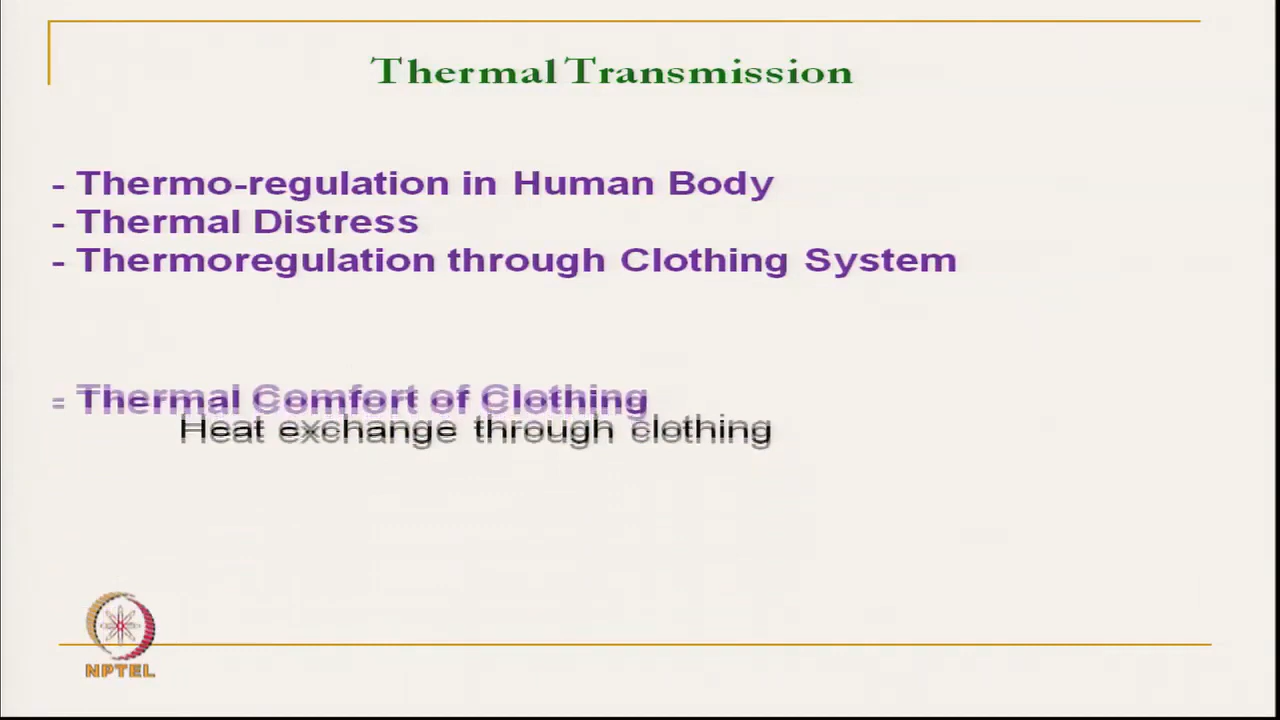 Thermal Transmission
- Thermo-regulation in Human Body
- Thermal Distress
- Thermoregulation through Clothing System
- Thermal Comfort of Clothing
Heat exchange through clothing
NPTEL